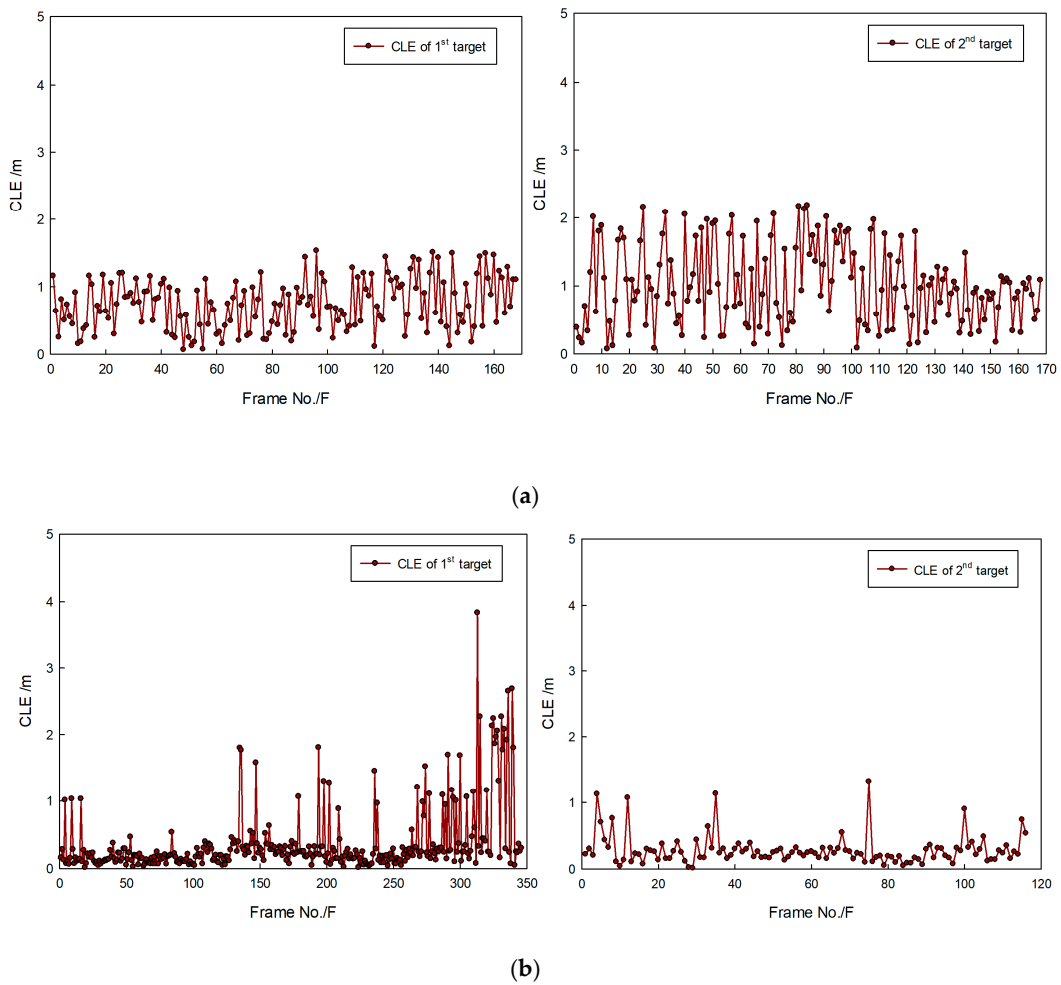 5
4
3
2
1
0
CLE /m
CLE of 1st target
0 20 40 60 80 100 120 140 160
Frame No./F
5
4
3
2
1
0
CLE /m
CLE of 2nd target
0 10 20 30 40 50 60 70 80 90 100 110 120 130 140 150 160 170
Frame No./F
(a)
5
4
3
2
1
0
CLE /m
CLE of 1st target
0 50 100 150 200 250 300 350
Frame No./F
5
4
3
2
1
0
CLE /m
CLE of 2nd target
0 20 40 60 80 100 120
Frame No./F
(b)